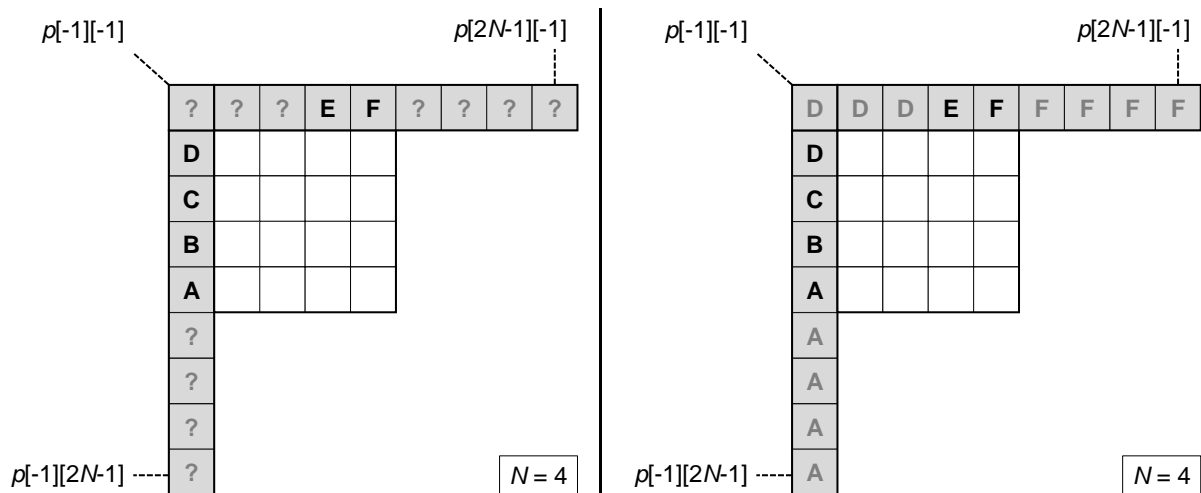 p[-1][-1] p[2N-1][-1]
? ? ? E F ? ? ? ?
D
C
B
A
?
?
?
?
p[-1][2N-1]
N = 4
p[-1][-1] p[2N-1][-1]
D D D E F F F F F
D
C
B
A
A
A
A
A
p[-1][2N-1]
N = 4